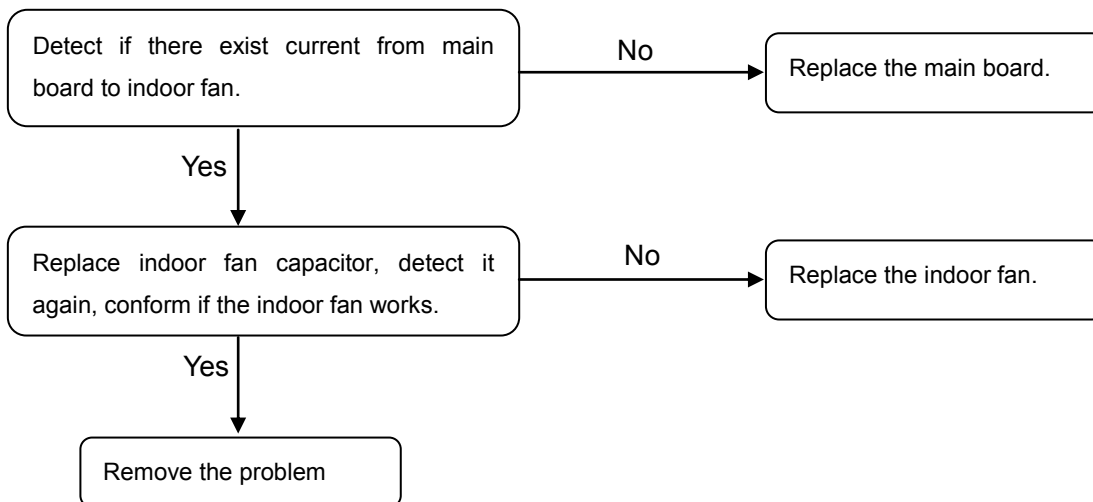 Detect if there exist current from main
board to indoor fan.
No
Replace the main board.
Yes
Replace indoor fan capacitor, detect it
again, conform if the indoor fan works.
No
Replace the indoor fan.
Yes
Remove the problem